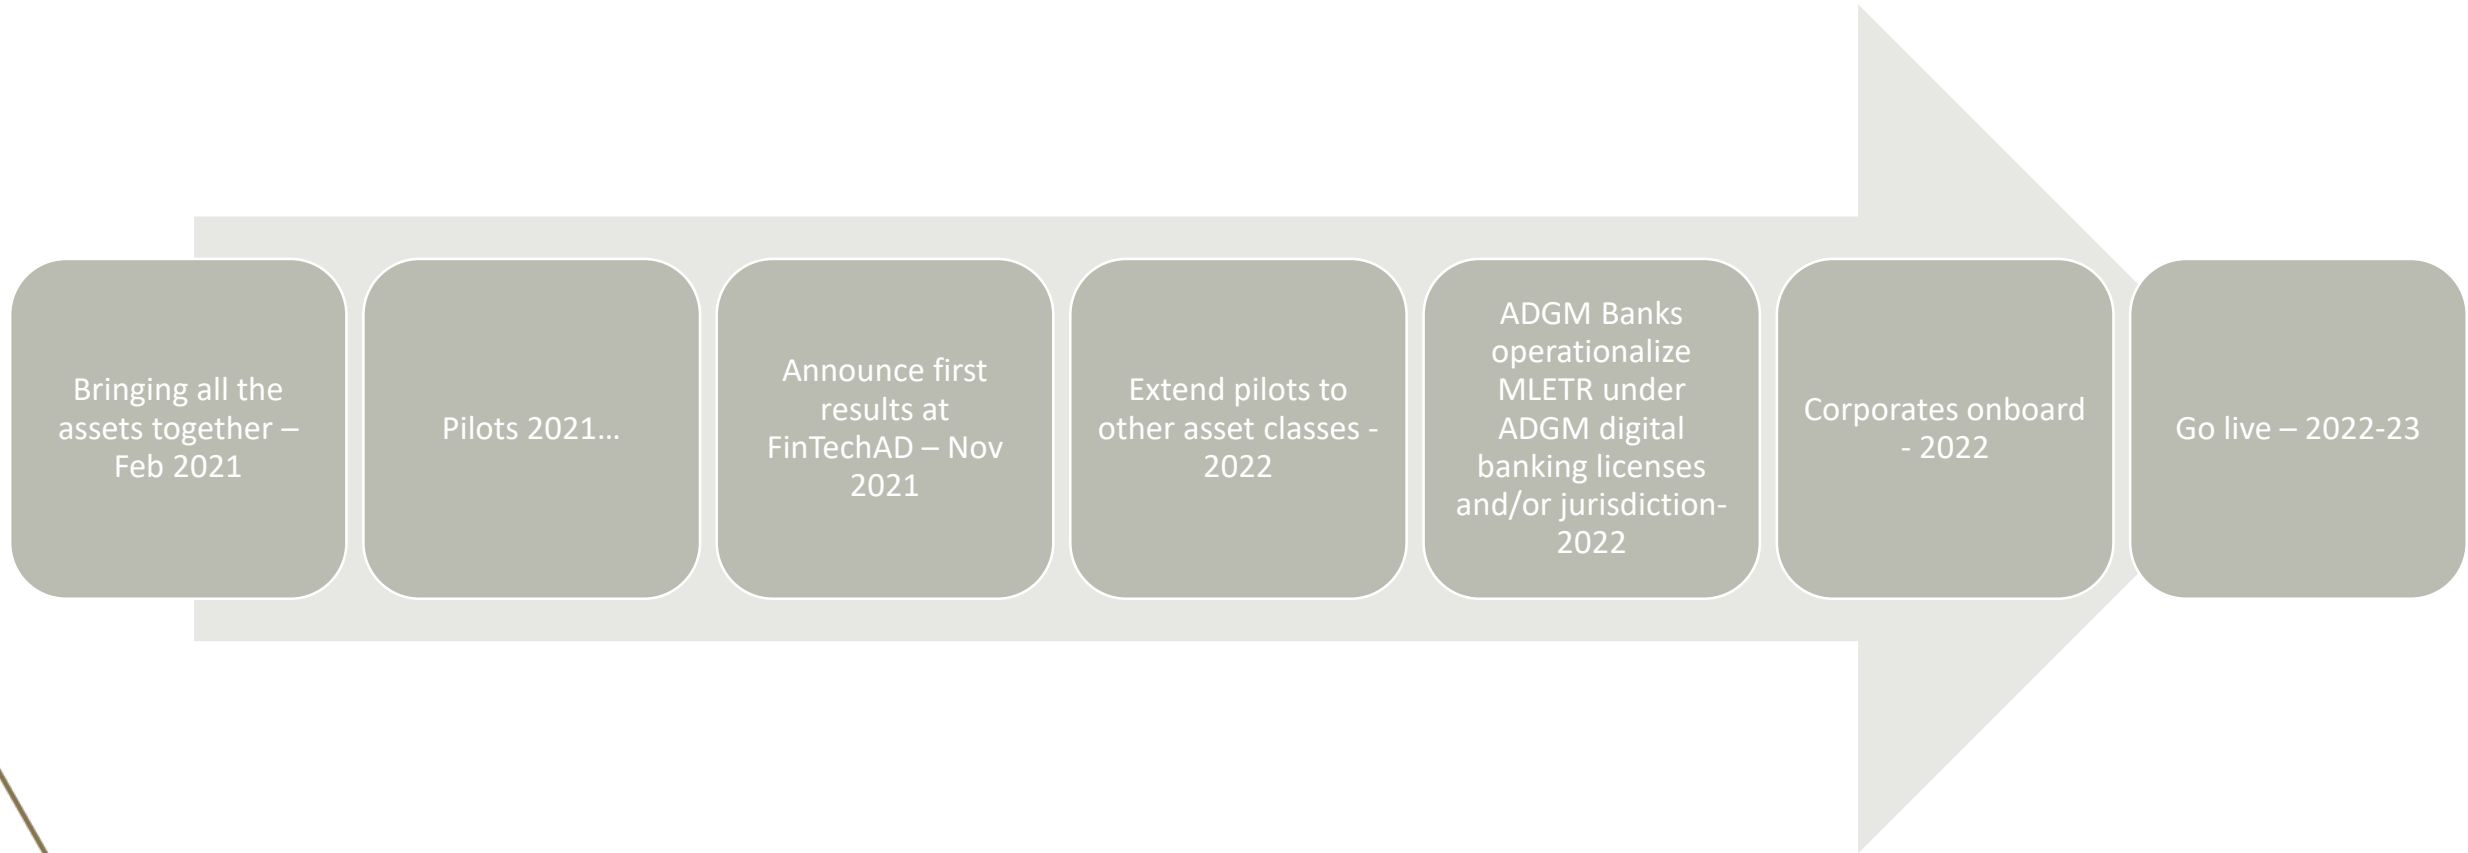 Bringing all the
assets together –
Feb 2021
Pilots 2021...
Announce first
results at
FinTechAD – Nov
2021
Extend pilots to
other asset classes -
2022
ADGM Banks
operationalize
MLETR under
ADGM digital
banking licenses
and/or jurisdiction-
2022
Corporates onboard
- 2022
Go live – 2022-23